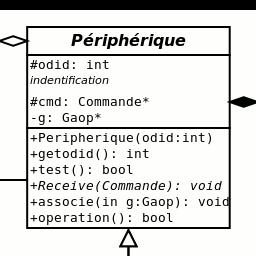 Périphérique
#odid: int
indentification
#cmd: Commande*
-g: Gaop*
+Peripherique(odid:int)
+getodid(): int
+test(): bool
+Receive(Commande): void
+associe(in g:Gaop): void
+operation(): bool